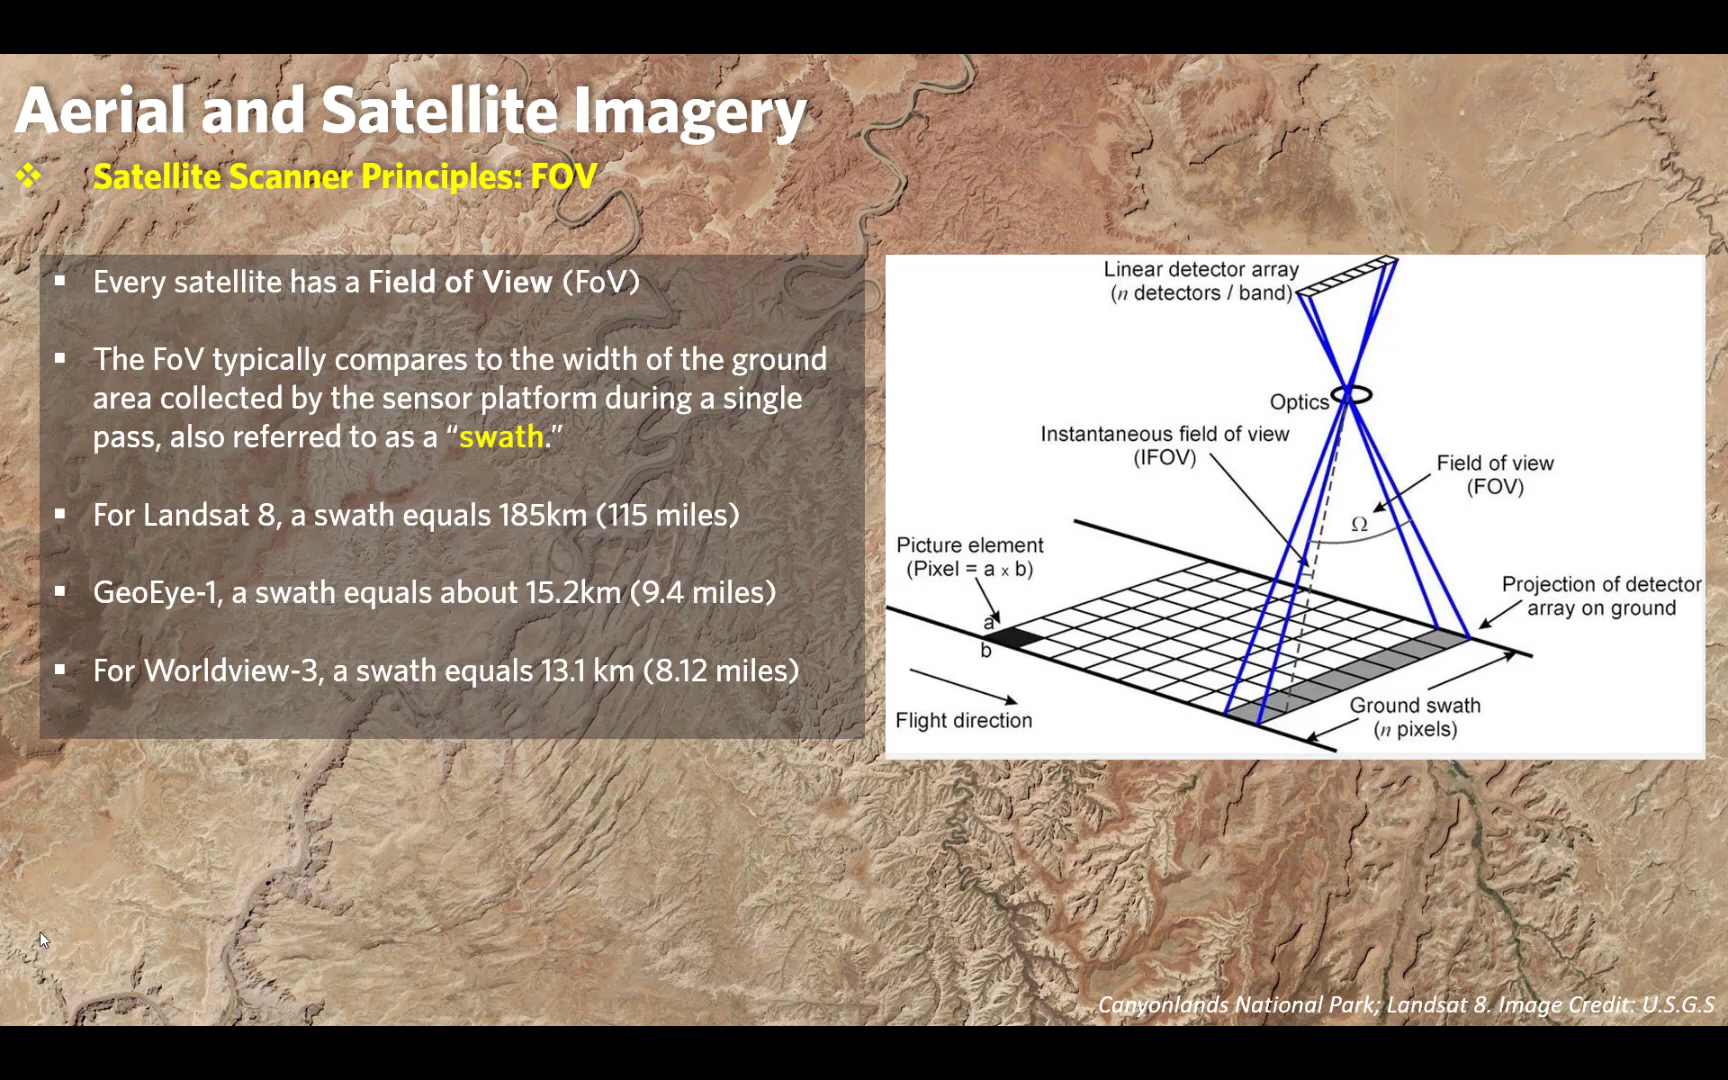 Aerial and Satellite Imagery
❖ Satellite Scanner Principles: FOV
▪ Every satellite has a Field of View (FoV)
▪ The FoV typically compares to the width of the ground
area collected by the sensor platform during a single
pass, also referred to as a “swath.”
▪ For Landsat 8, a swath equals 185km (115 miles)
▪ GeoEye-1, a swath equals about 15.2km (9.4 miles)
▪ For Worldview-3, a swath equals 13.1 km (8.12 miles)
Linear detector array
(n detectors / band)
Optics
Instantaneous field of view
(IFOV)
Field of view
(FOV)
Ω
Picture element
(Pixel = a x b)
a
b
Projection of detector
array on ground
Flight direction
Ground swath
(n pixels)
Canyonlands National Park; Landsat 8. Image Credit: U.S.G.S